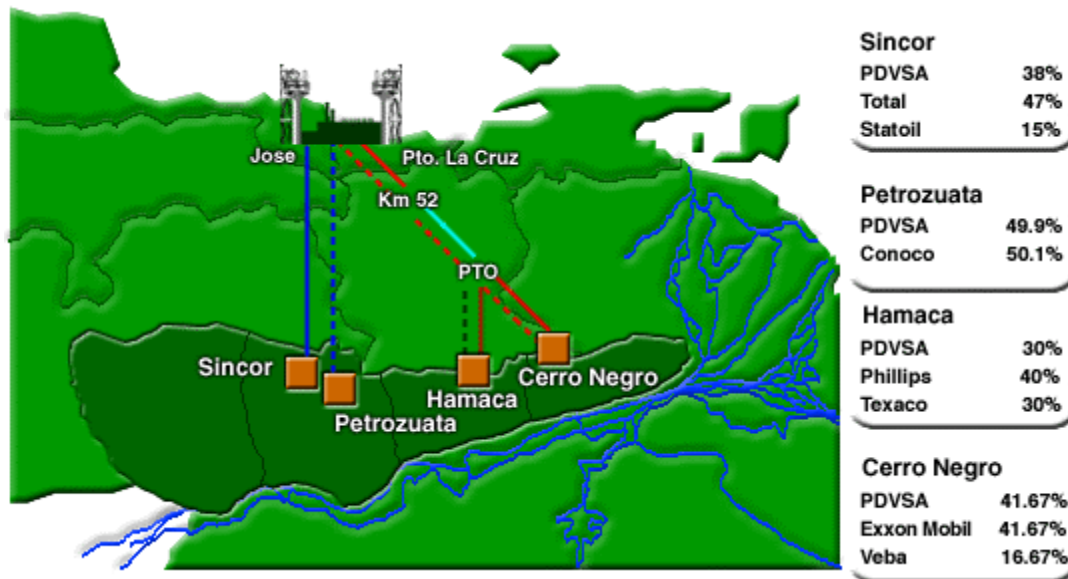 Jose
Pto. La Cruz
Km 52
PTO
Sincor
Petrozuata
Hamaca
Cerro Negro
Sincor
PDVSA 38%
Total 47%
Statoil 15%
Petrozuata
PDVSA 49.9%
Conoco 50.1%
Hamaca
PDVSA 30%
Phillips 40%
Texaco 30%
Cerro Negro
PDVSA 41.67%
Exxon Mobil 41.67%
Veba 16.67%